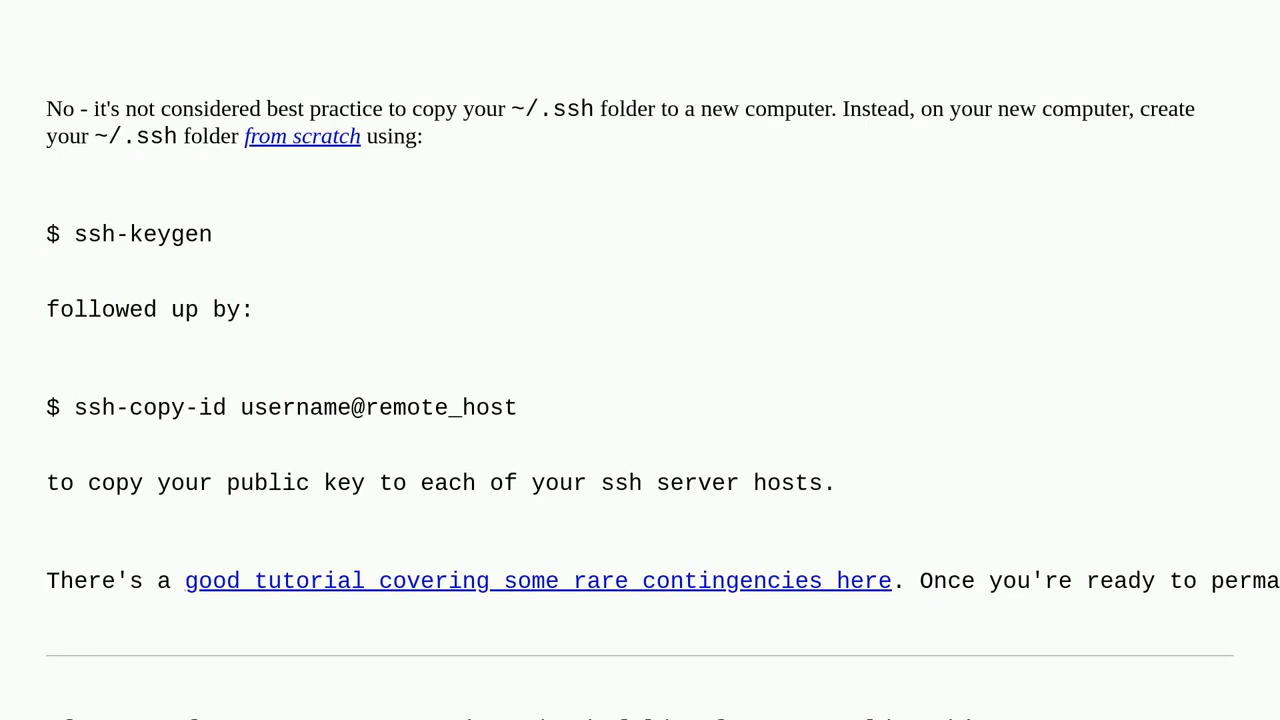 No - it's not considered best practice to copy your ~/.ssh folder to a new computer. Instead, on your new computer, create
your ~/.ssh folder from scratch using:
$ ssh-keygen
followed up by:
$ ssh-copy-id username@remote_host
to copy your public key to each of your ssh server hosts.
There's a good tutorial covering some rare contingencies here. Once you're ready to perma